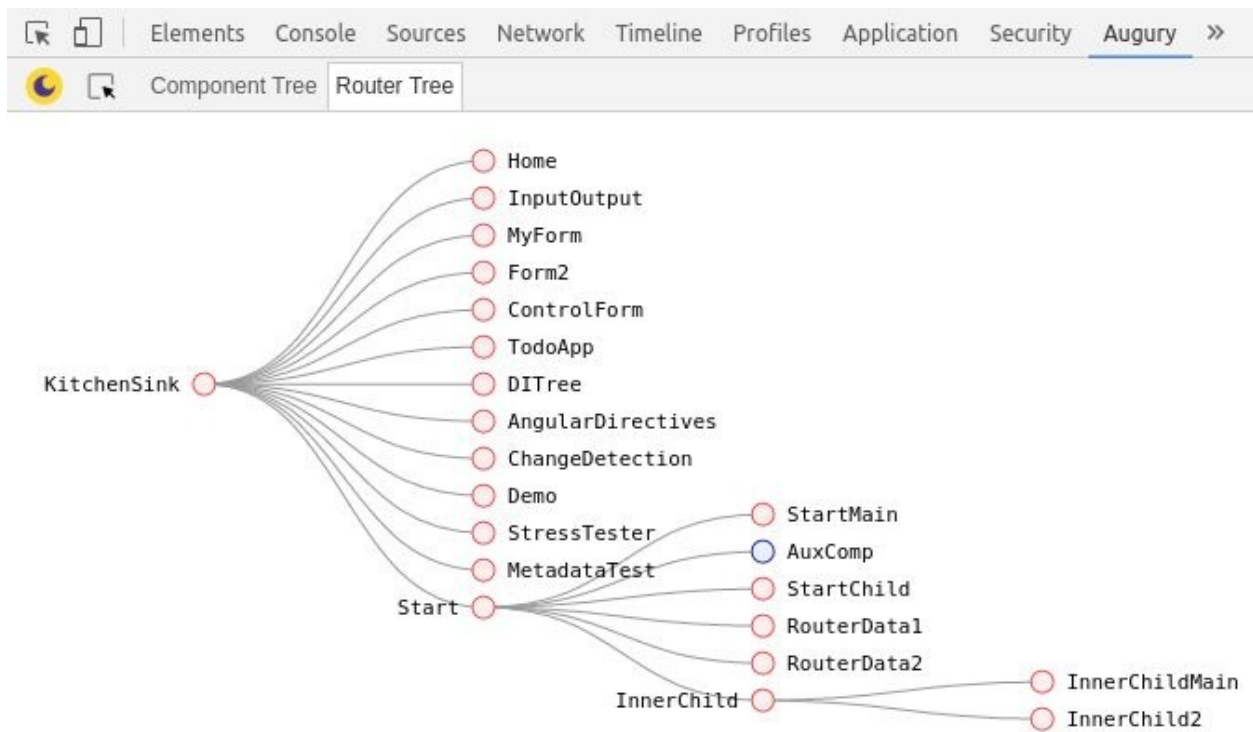 Elements Console Sources Network Timeline Profiles Application Security Augury »
Component Tree Router Tree
Home
InputOutput
MyForm
Form2
ControlForm
TodoApp
KitchenSink DITree
AngularDirectives
ChangeDetection
Demo
StartMain
StressTester
AuxComp
MetadataTest
StartChild
Start
RouterData1
RouterData2
InnerChildMain
InnerChild
InnerChild2